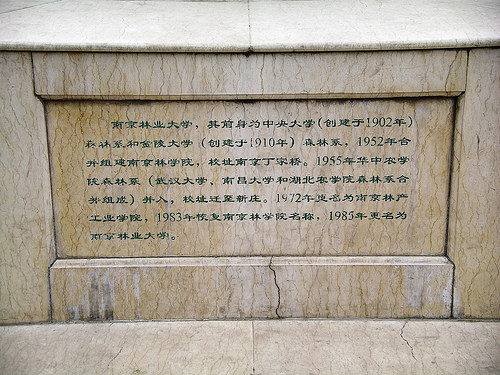 南京林业大学，其前身为中央大学（创建于1902年）
森林系和金陵大学（创建于1910年）森林系，1952年合
并组建南京林学院，校址南京丁家桥。1955年华中农学
院森林系（武汉大学、南昌大学和湖北农学院森林系合
并组成）并入，校址迁至新庄。1972年更名为南京林产
工业学院，1983年恢复南京林学院名称，1985年更名为
南京林业大学。